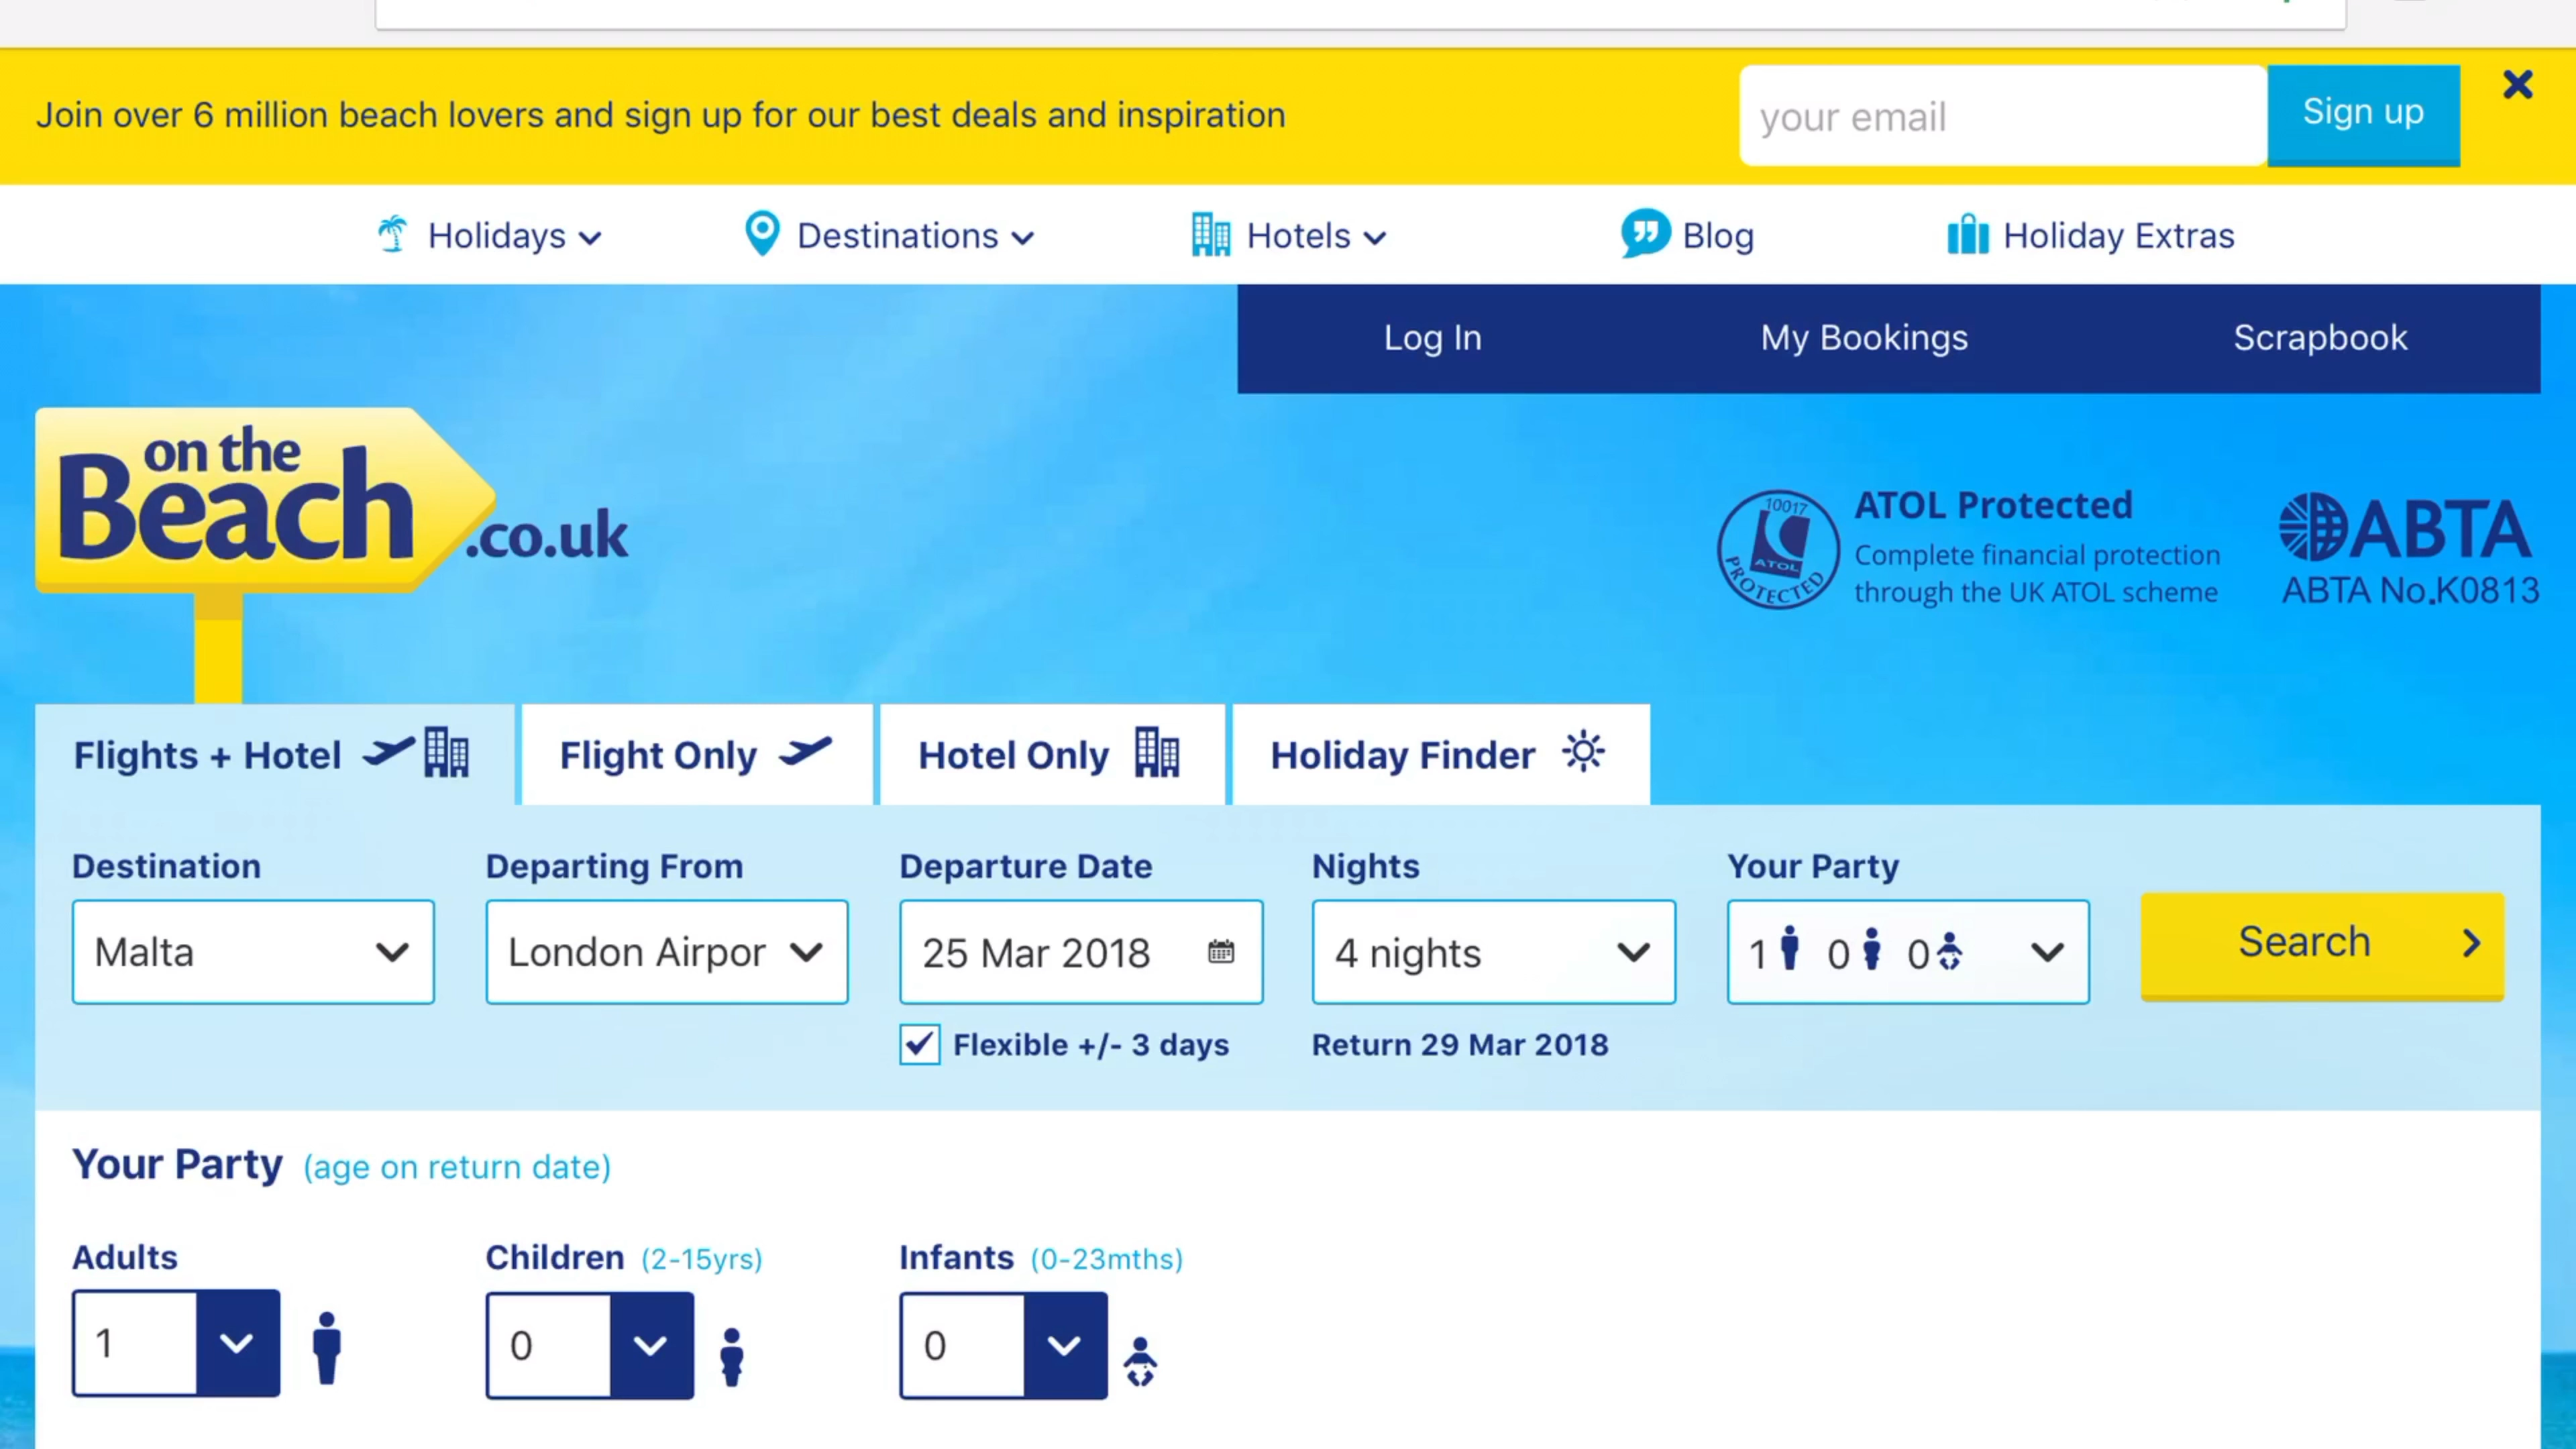 Join over 6 million beach lovers and sign up for our best deals and inspiration
your email
Sign up
Holidays
Destinations
Hotels
Blog
Holiday Extras
Log In
My Bookings
Scrapbook
on the
Beach
.co.uk
10017
ATOL
PROTECTED
ATOL Protected
Complete financial protection
through the UK ATOL scheme
ABTA
ABTA No.K0813
Flights + Hotel
Flight Only
Hotel Only
Holiday Finder
Destination
Departing From
Departure Date
Nights
Your Party
Malta
London Airpor
25 Mar 2018
4 nights
1 0 0
Search
Flexible +/- 3 days
Return 29 Mar 2018
Your Party (age on return date)
Adults
Children (2-15yrs)
Infants (0-23mths)
1
0
0